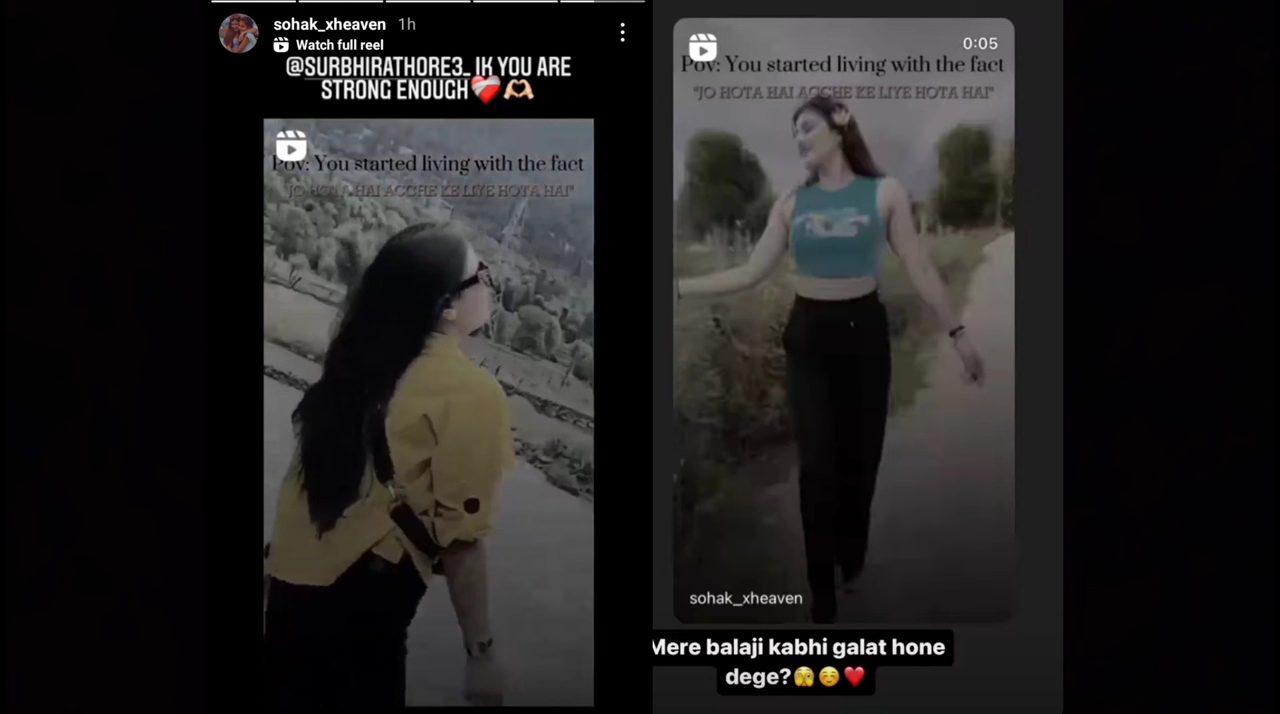 sohak_xheaven 1h
Watch full reel
@SURBHIRATHORE3_ IK YOU ARE
STRONG ENOUGH❤️‍🩹🫶🏻
Pov: You started living with the fact
"JO HOTA HAI ACCHE KE LIYE HOTA HAI"
0:05
Pov: You started living with the fact
"JO HOTA HAI ACCHE KE LIYE HOTA HAI"
sohak_xheaven
Mere balaji kabhi galat hone
dege?🫣☺️❤️